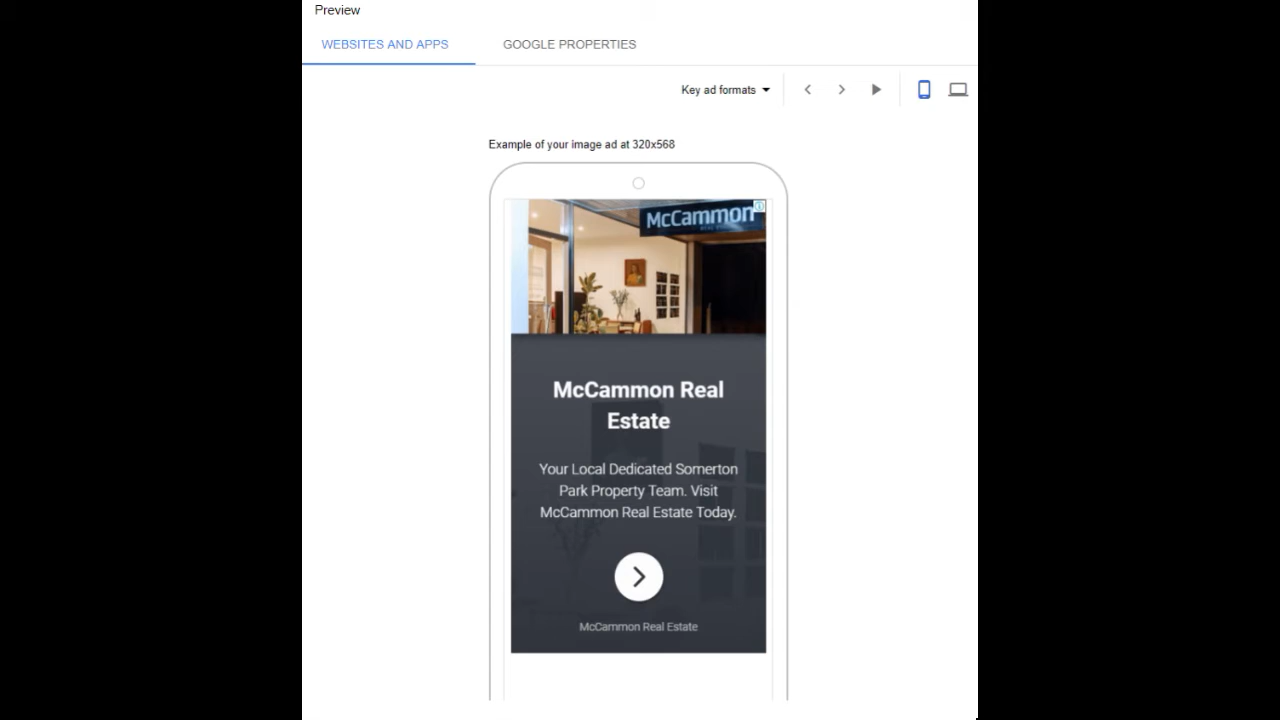 Preview
WEBSITES AND APPS
GOOGLE PROPERTIES
Key ad formats
Example of your image ad at 320x568
McCammon
McCammon Real
Estate
Your Local Dedicated Somerton
Park Property Team. Visit
McCammon Real Estate Today.
McCammon Real Estate